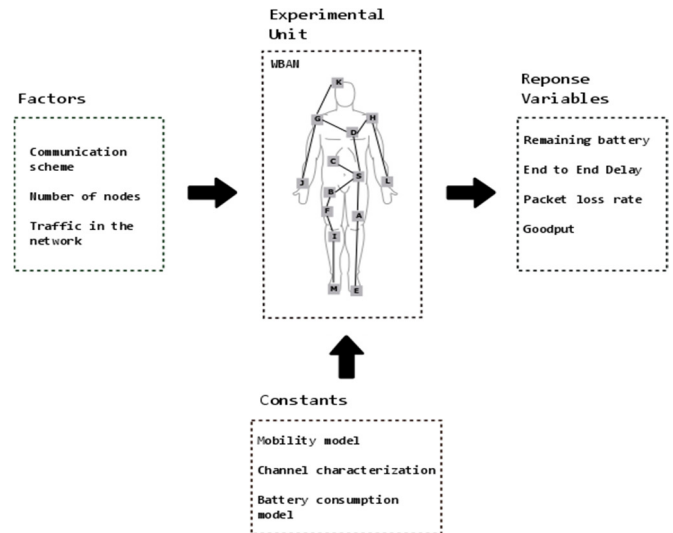 Experimental
Unit
WBAN
K
G
H
D
C
S
J
L
B
F
A
I
M
E
Factors
Communication
scheme
Number of nodes
Traffic in the
network
Reponse
Variables
Remaining battery
End to End Delay
Packet loss rate
Goodput
Constants
Mobility model
Channel characterization
Battery consumption
model